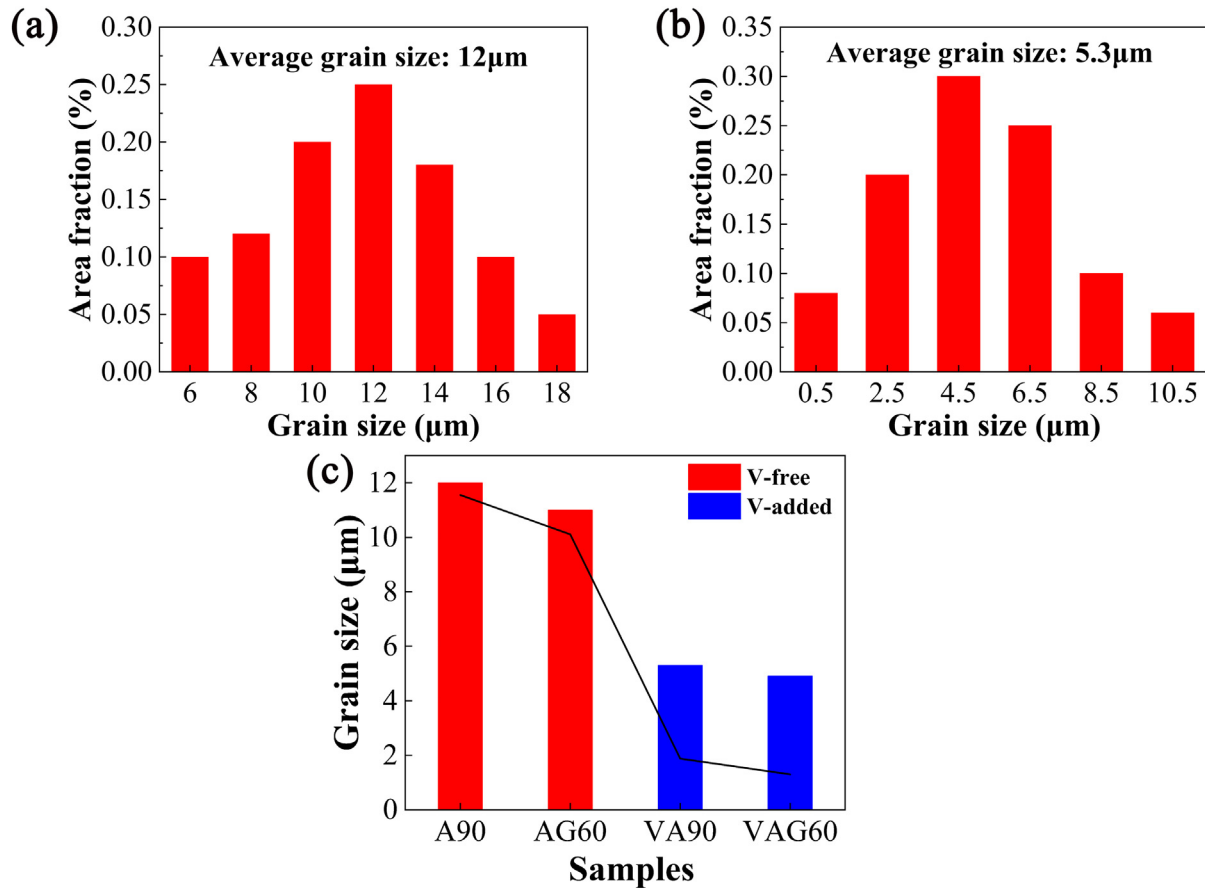 (a)
Average grain size: 12μm
Area fraction (%)
0.30
0.25
0.20
0.15
0.10
0.05
0.00
6 8 10 12 14 16 18
Grain size (μm)
(b)
Average grain size: 5.3μm
Area fraction (%)
0.35
0.30
0.25
0.20
0.15
0.10
0.05
0.00
0.5 2.5 4.5 6.5 8.5 10.5
Grain size (μm)
(c)
V-free
V-added
Grain size (μm)
12
10
8
6
4
2
0
A90 AG60 VA90 VAG60
Samples